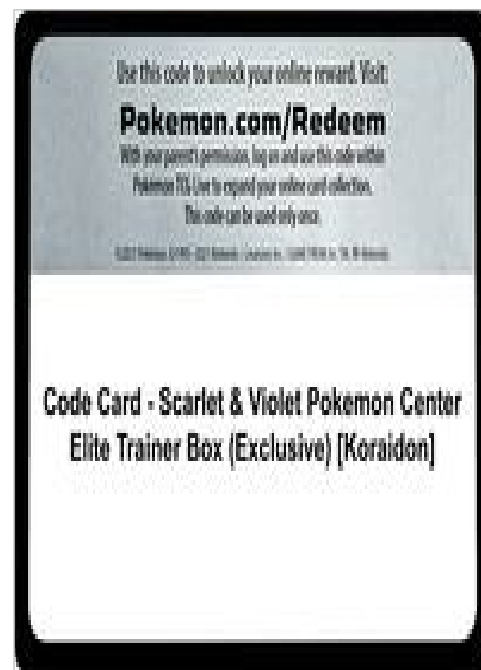 Use this code to unlock your online reward. Visit
Pokemon.com/Redeem
With your parent's permission, log on and use this code within
Pokémon TCG Live to expand your online card collection.
This code can be used only once.
Code Card - Scarlet & Violet Pokemon Center
Elite Trainer Box (Exclusive) [Koraidon]